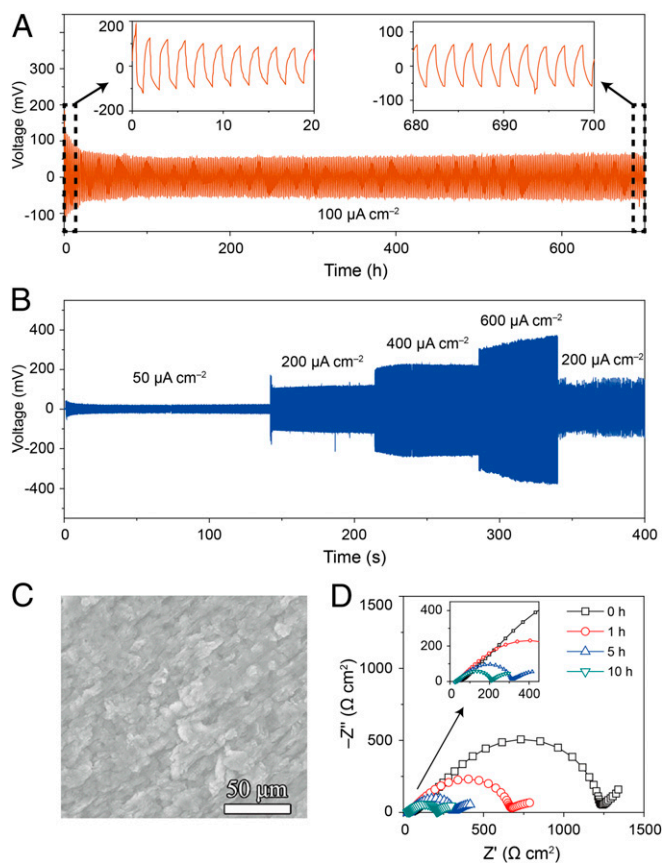 A
Voltage (mV)
400
300
200
100
0
-100
200
0
-200
0 5 10 15 20
100
0
-100
680 690 700
100 µA cm⁻²
0 200 400 600
Time (h)
B
Voltage (mV)
400
200
0
-200
-400
50 µA cm⁻²
200 µA cm⁻²
400 µA cm⁻²
600 µA cm⁻²
200 µA cm⁻²
0 100 200 300 400
Time (s)
C
50 µm
D
−Z'' (Ω cm²)
1500
1000
500
0
400
200
0
0 200 400
0 h
1 h
5 h
10 h
0 500 1000 1500
Z' (Ω cm²)